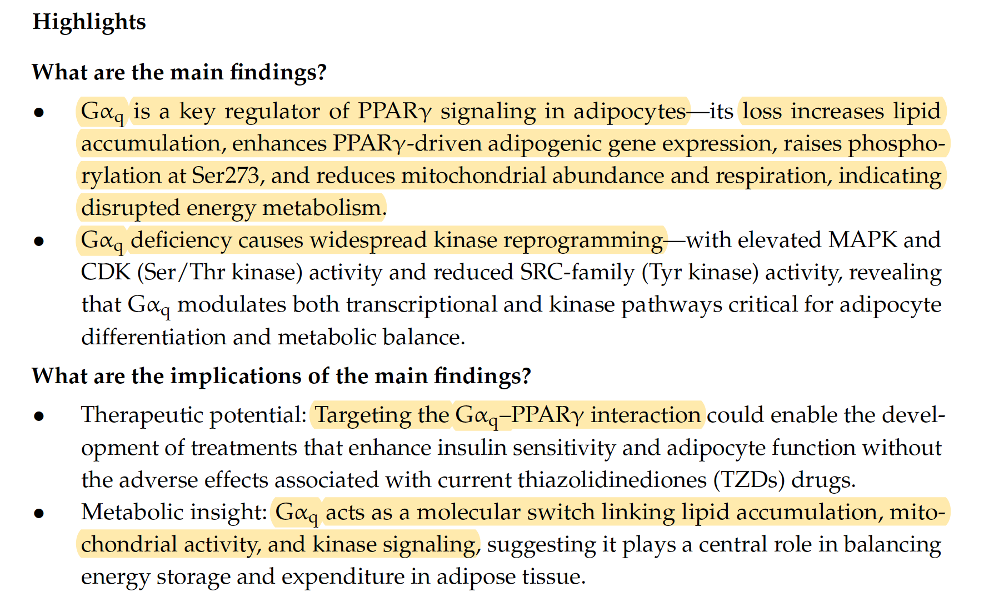 Highlights
What are the main findings?
• Gαq is a key regulator of PPARγ signaling in adipocytes—its loss increases lipid
accumulation, enhances PPARγ-driven adipogenic gene expression, raises phospho-
rylation at Ser273, and reduces mitochondrial abundance and respiration, indicating
disrupted energy metabolism.
• Gαq deficiency causes widespread kinase reprogramming—with elevated MAPK and
CDK (Ser/Thr kinase) activity and reduced SRC-family (Tyr kinase) activity, revealing
that Gαq modulates both transcriptional and kinase pathways critical for adipocyte
differentiation and metabolic balance.
What are the implications of the main findings?
• Therapeutic potential: Targeting the Gαq–PPARγ interaction could enable the devel-
opment of treatments that enhance insulin sensitivity and adipocyte function without
the adverse effects associated with current thiazolidinediones (TZDs) drugs.
• Metabolic insight: Gαq acts as a molecular switch linking lipid accumulation, mito-
chondrial activity, and kinase signaling, suggesting it plays a central role in balancing
energy storage and expenditure in adipose tissue.